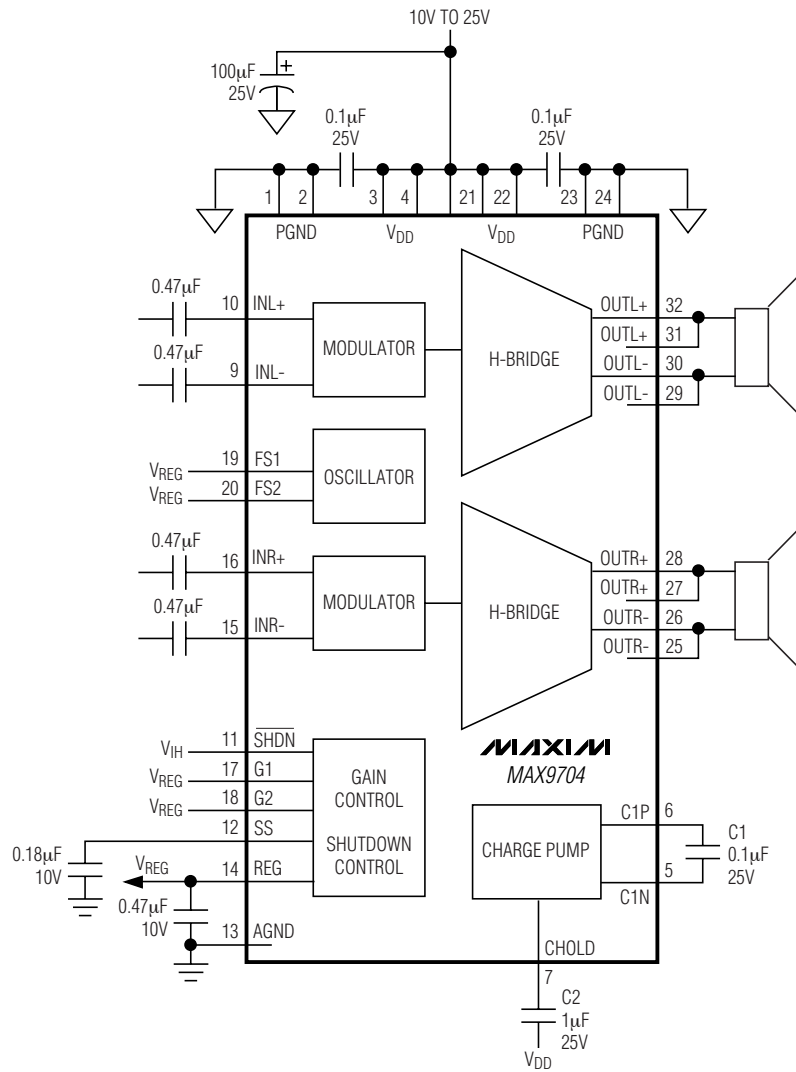 10V TO 25V
100µF
25V
+
0.1µF
25V
0.1µF
25V
1
2
3
4
21
22
23
24
PGND
VDD
VDD
PGND
0.47µF
10
INL+
MODULATOR
0.47µF
9
INL-
H-BRIDGE
OUTL+
32
OUTL+
31
OUTL-
30
OUTL-
29
VREG
19
FS1
OSCILLATOR
VREG
20
FS2
0.47µF
16
INR+
MODULATOR
0.47µF
15
INR-
H-BRIDGE
OUTR+
28
OUTR+
27
OUTR-
26
OUTR-
25
VIH
11
SHDN
VREG
17
G1
VREG
18
G2
12
SS
GAIN
CONTROL
SHUTDOWN
CONTROL
0.18µF
10V
VREG
14
REG
0.47µF
10V
13
AGND
MAXIM
MAX9704
CHARGE PUMP
C1P
6
C1
0.1µF
25V
5
C1N
CHOLD
7
C2
1µF
25V
VDD